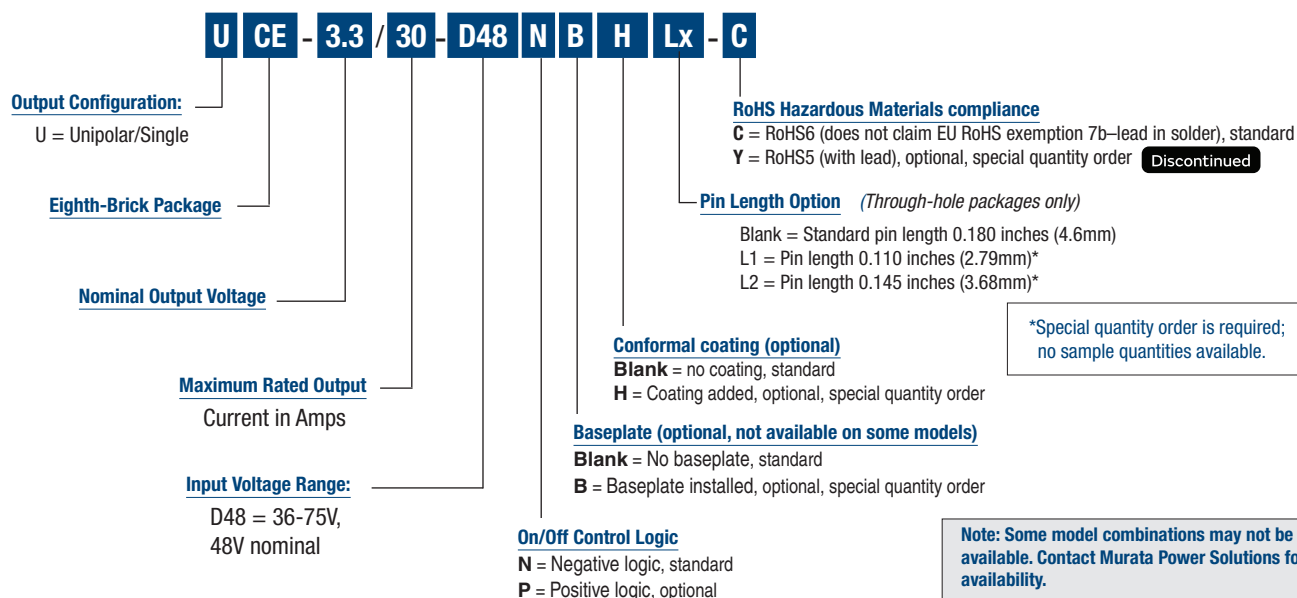 U CE - 3.3 / 30 - D48 N B H Lx - C
Output Configuration:
U = Unipolar/Single
Eighth-Brick Package
Nominal Output Voltage
Maximum Rated Output
Current in Amps
Input Voltage Range:
D48 = 36-75V,
48V nominal
On/Off Control Logic
N = Negative logic, standard
P = Positive logic, optional
Baseplate (optional, not available on some models)
Blank = No baseplate, standard
B = Baseplate installed, optional, special quantity order
Conformal coating (optional)
Blank = no coating, standard
H = Coating added, optional, special quantity order
Pin Length Option (Through-hole packages only)
Blank = Standard pin length 0.180 inches (4.6mm)
L1 = Pin length 0.110 inches (2.79mm)*
L2 = Pin length 0.145 inches (3.68mm)*
RoHS Hazardous Materials compliance
C = RoHS6 (does not claim EU RoHS exemption 7b–lead in solder), standard
Y = RoHS5 (with lead), optional, special quantity order Discontinued
*Special quantity order is required;
no sample quantities available.
Note: Some model combinations may not be
available. Contact Murata Power Solutions fo
availability.